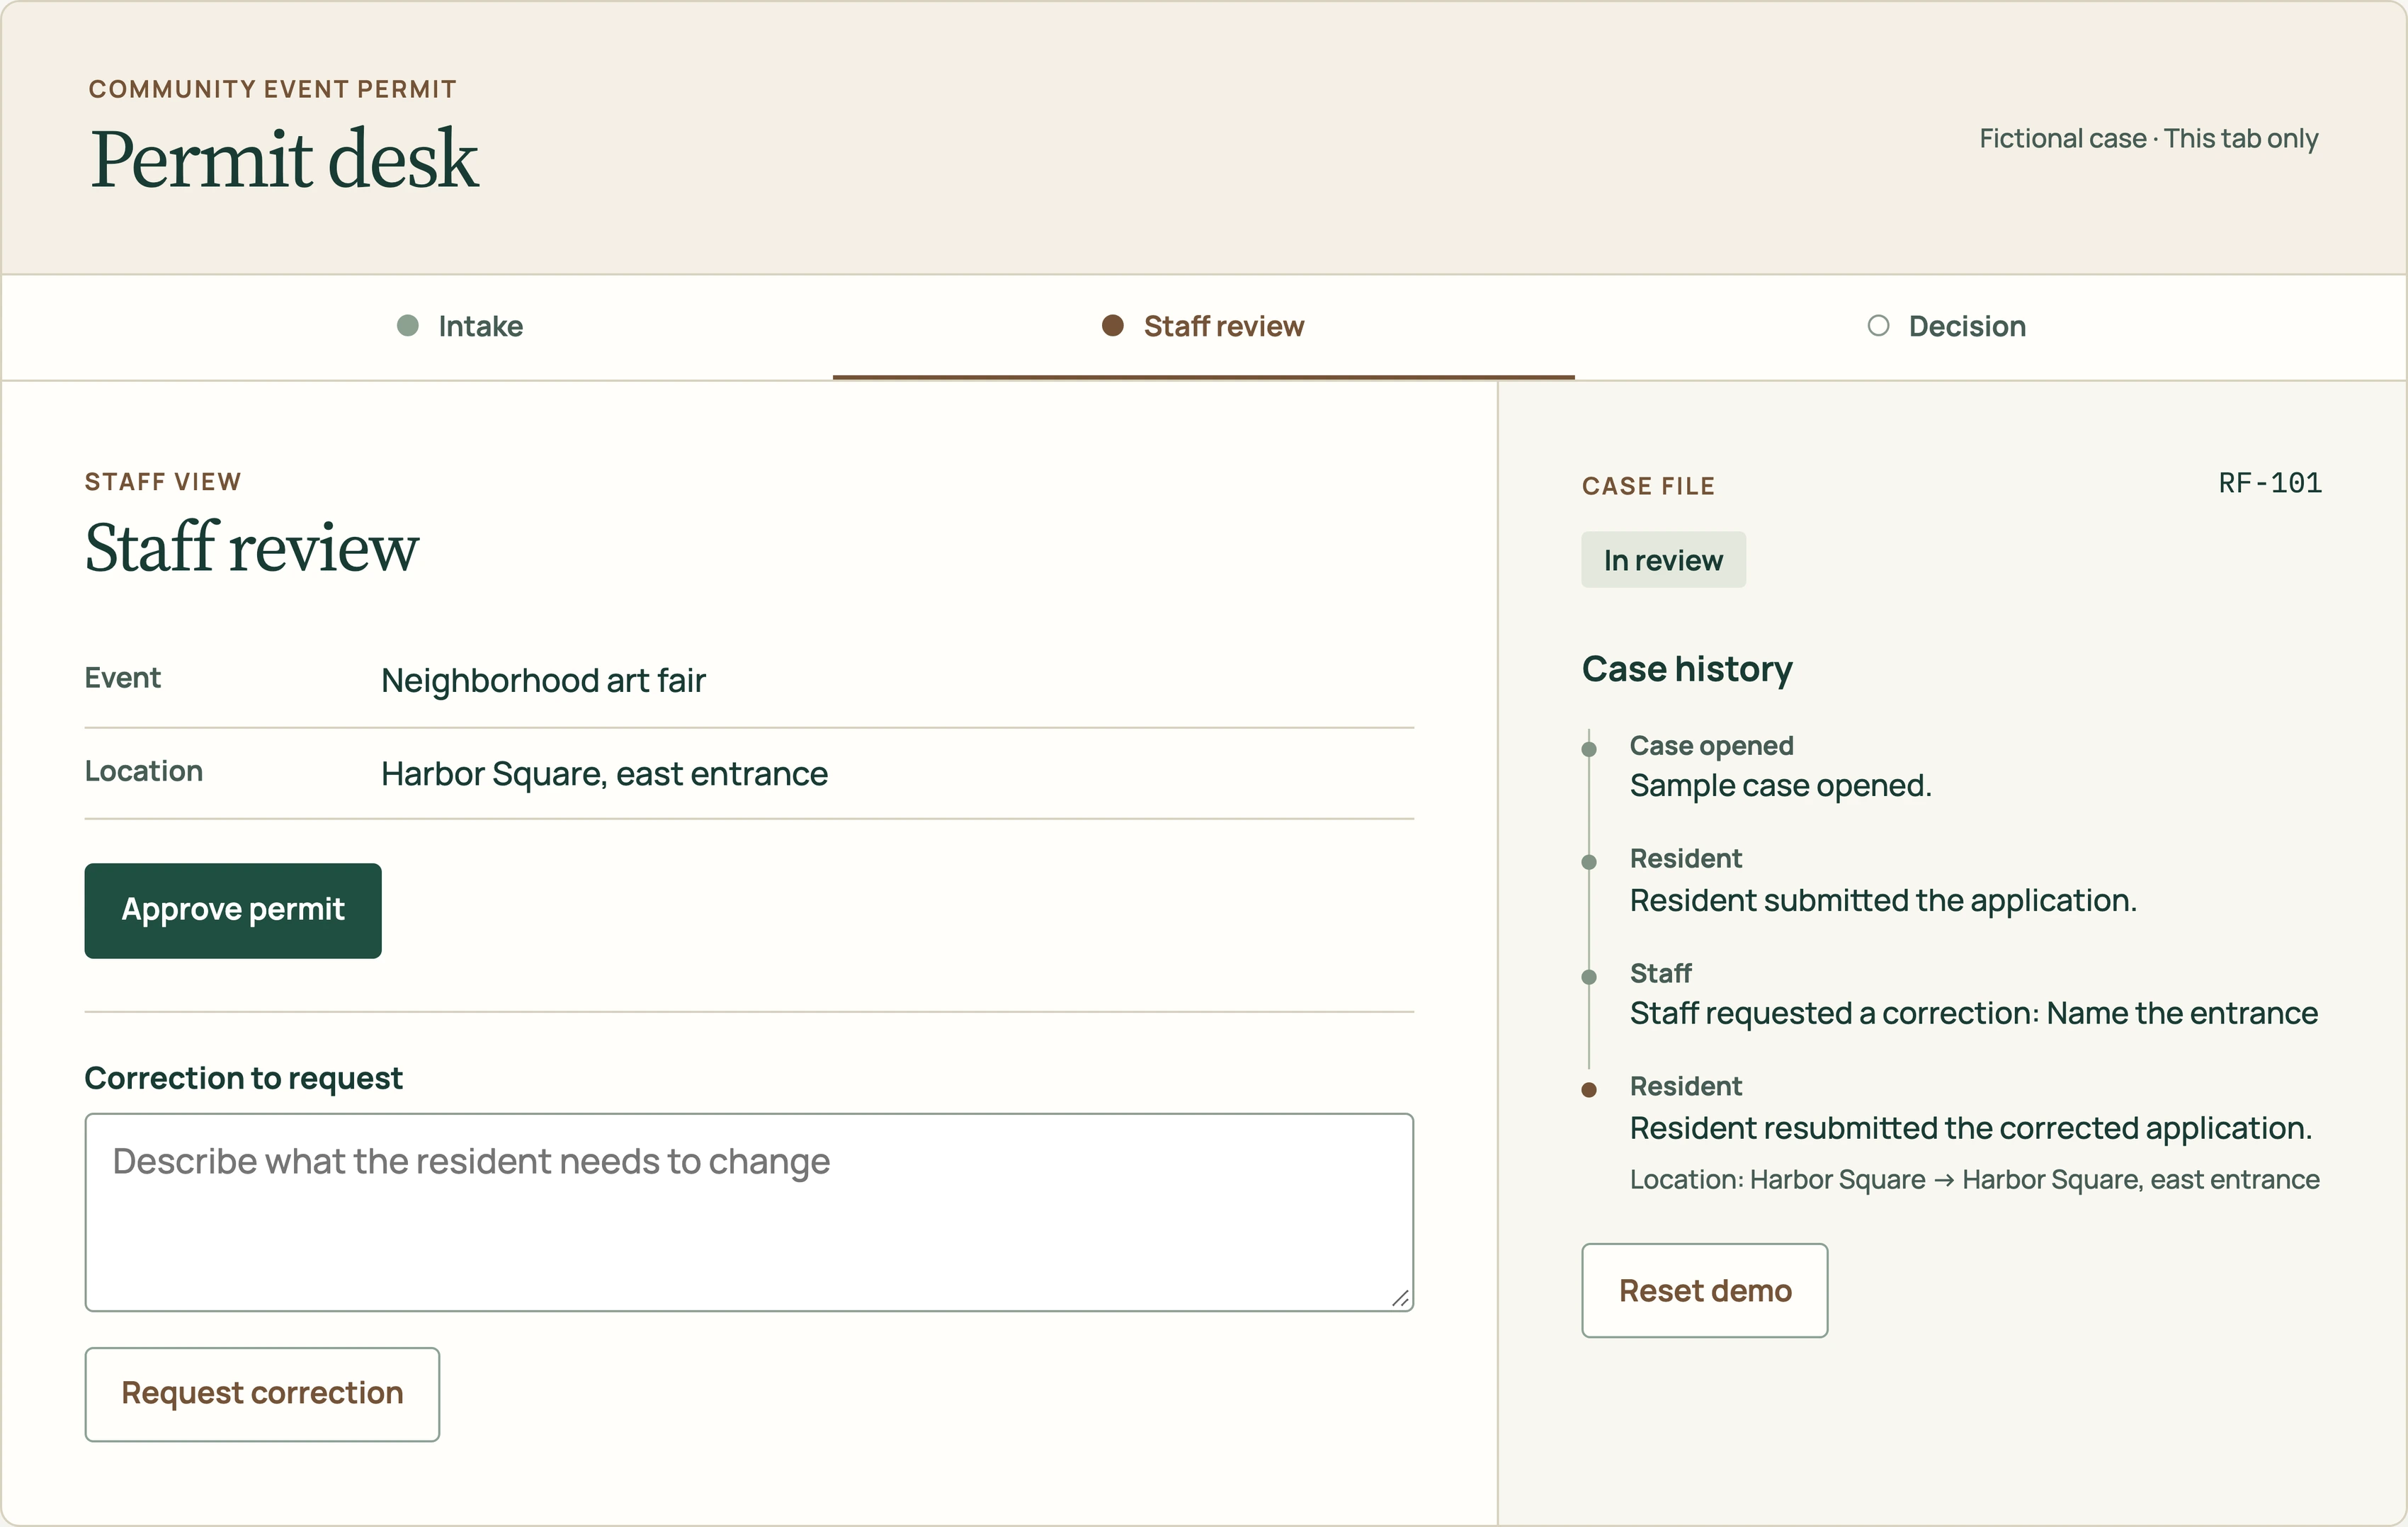 COMMUNITY EVENT PERMIT
Permit desk
Fictional case · This tab only
Intake
Staff review
Decision
STAFF VIEW
Staff review
Event
Neighborhood art fair
Location
Harbor Square, east entrance
Approve permit
Correction to request
Describe what the resident needs to change
Request correction
CASE FILE
RF-101
In review
Case history
Case opened
Sample case opened.
Resident
Resident submitted the application.
Staff
Staff requested a correction: Name the entrance
Resident
Resident resubmitted the corrected application.
Location: Harbor Square → Harbor Square, east entrance
Reset demo